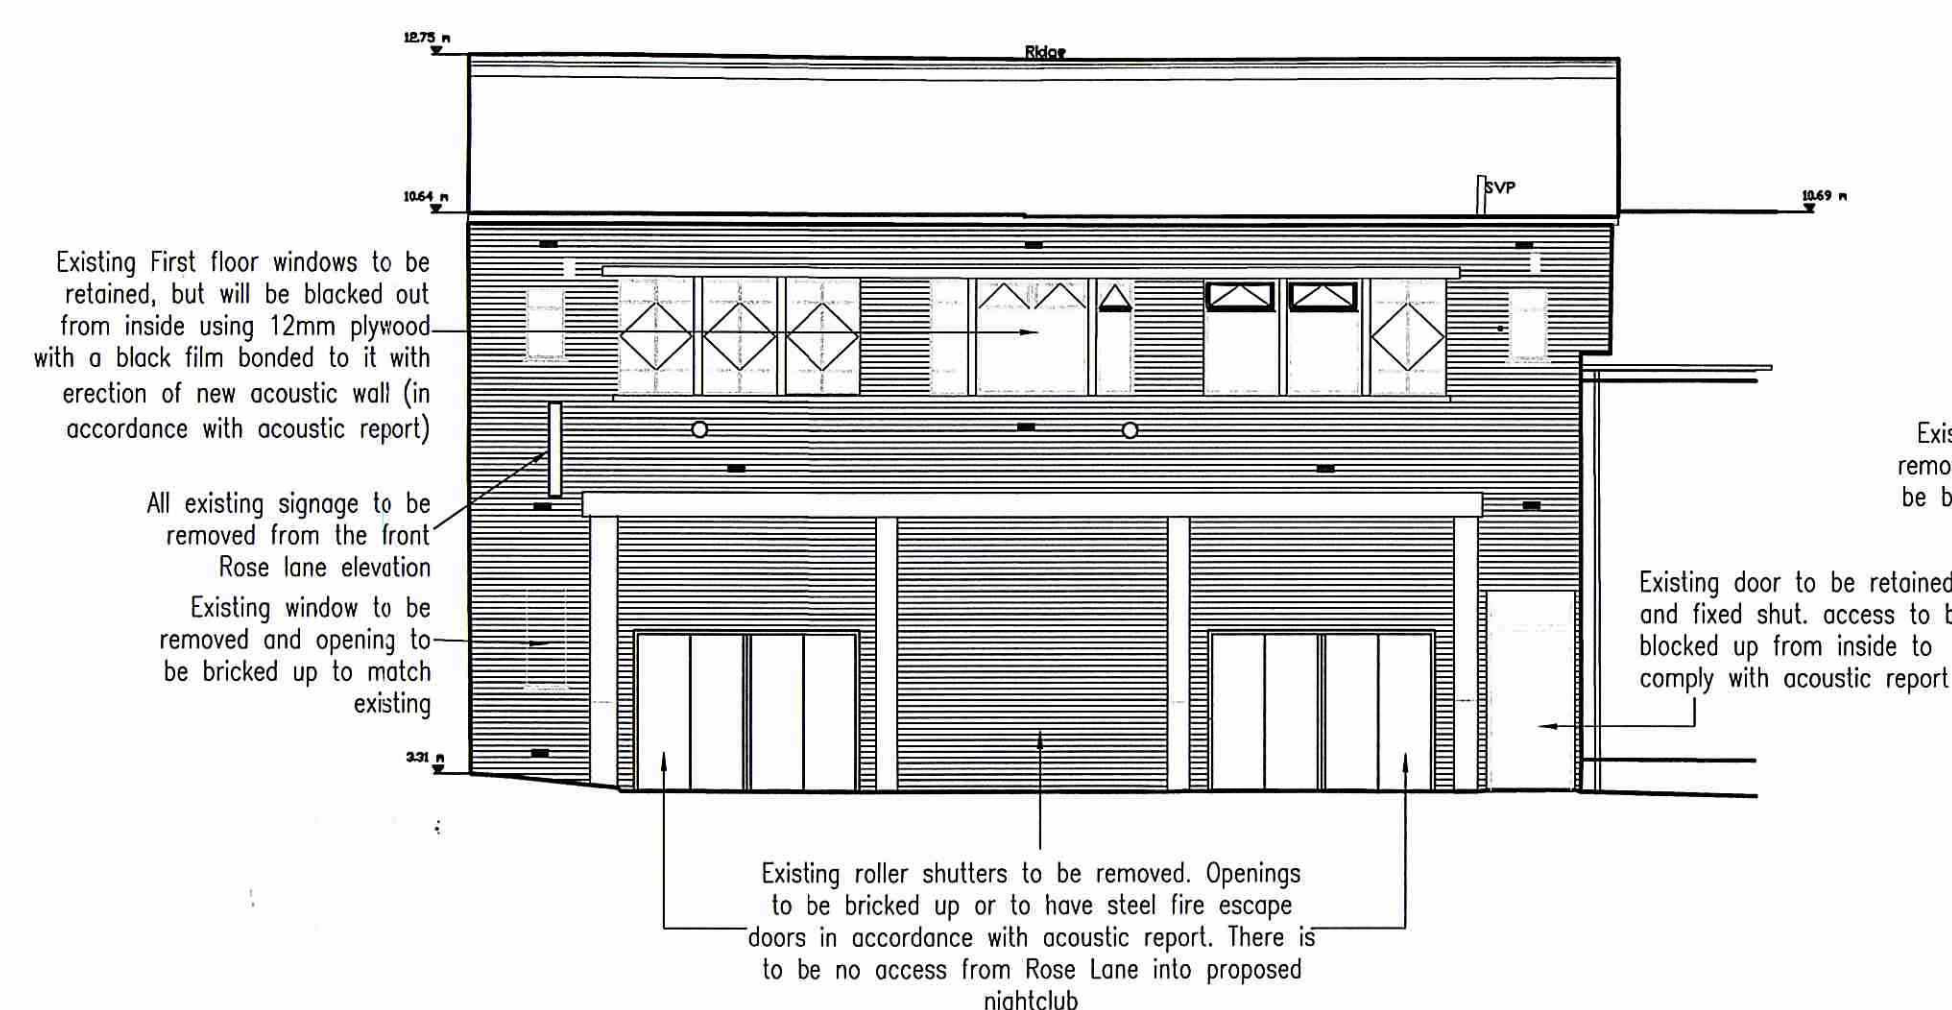 12.75 m
Ridge
10.64 m
SVP
10.69 m
Existing First floor windows to be
retained, but will be blacked out
from inside using 12mm plywood
with a black film bonded to it with
erection of new acoustic wall (in
accordance with acoustic report)
All existing signage to be
removed from the front
Rose lane elevation
Existing window to be
removed and opening to
be bricked up to match
existing
3.31 m
Existing roller shutters to be removed. Openings
to be bricked up or to have steel fire escape
doors in accordance with acoustic report. There is
to be no access from Rose Lane into proposed
nightclub
Existing door to be retained
and fixed shut. access to b
blocked up from inside to
comply with acoustic report
Exis
remo
be b